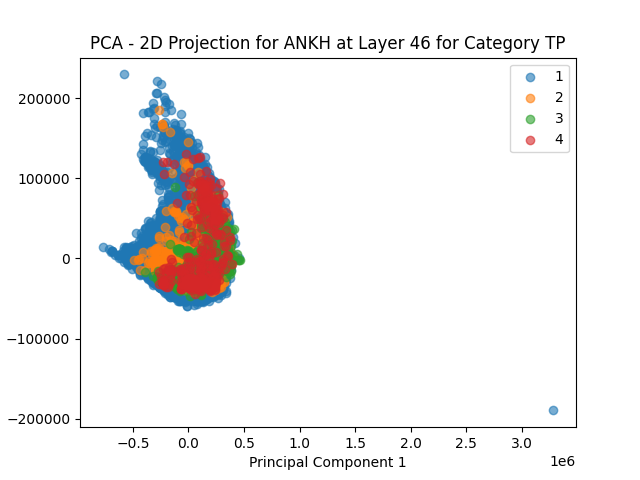 PCA - 2D Projection for ANKH at Layer 46 for Category TP
1
2
3
4
200000
100000
0
−100000
−200000
−0.5 0.0 0.5 1.0 1.5 2.0 2.5 3.0
1e6
Principal Component 1